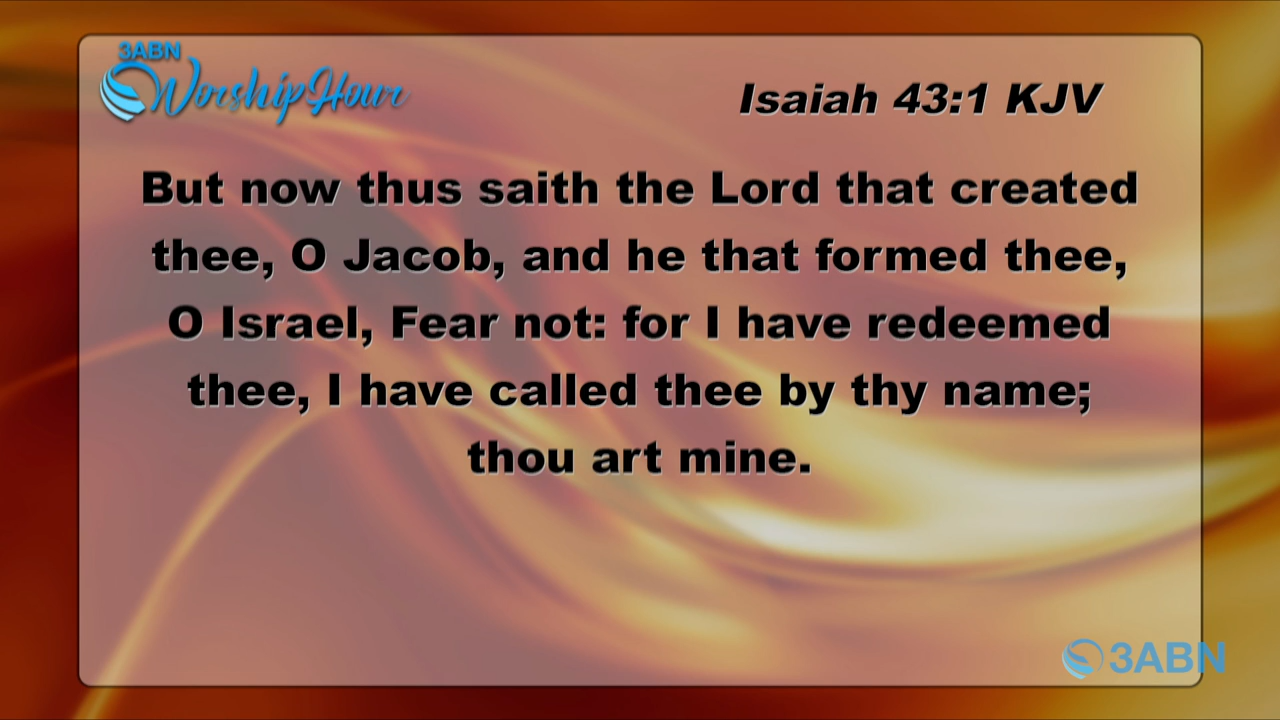 3ABN
Worship Hour
Isaiah 43:1 KJV
But now thus saith the Lord that created
thee, O Jacob, and he that formed thee,
O Israel, Fear not: for I have redeemed
thee, I have called thee by thy name;
thou art mine.
3ABN